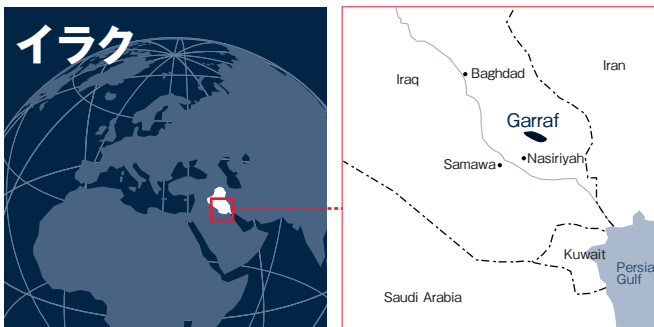 イラク
Iraq
Baghdad
Iran
Garraf
Samawa
Nasiriyah
Kuwait
Persia
Gulf
Saudi Arabia